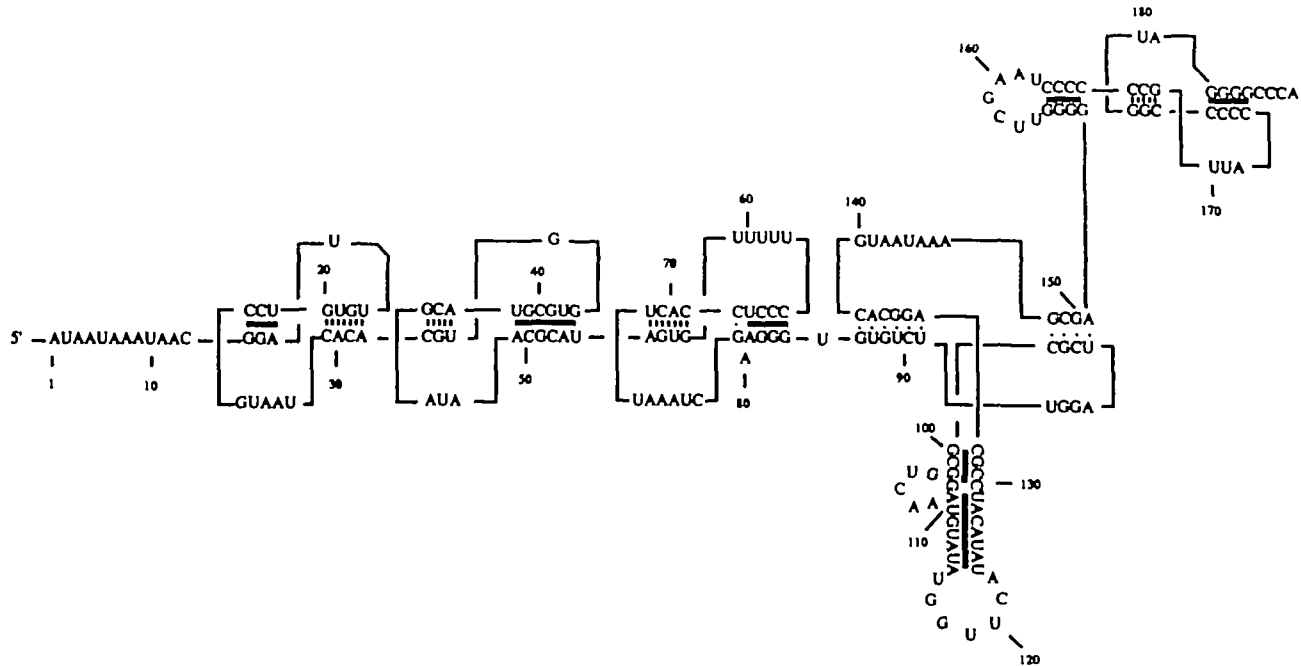 180
UA
160
A A U CCCC CCG GGGGCCCA
G
C U U GGGG GGC CCCC
UUA
170
60
140
UUUUU
GUAAUAAA
U
G
20
40
70
150
CCU GUGU GCA UGCGUG UCAC CUCCC CACGGA GCGA
5' AUAAUAAAUAAC GGA CACA CGU ACGCAU AGUG GAGGG U GUGUCU CGCU
A
1 10 30 50 80 90
GUAAU AUA UAAAUC UGGA
100
GCGGAUGUAUA
CGCCUACAUAU
G
U
C
A
A
130
110
U
G
G
U
U
C
A
120